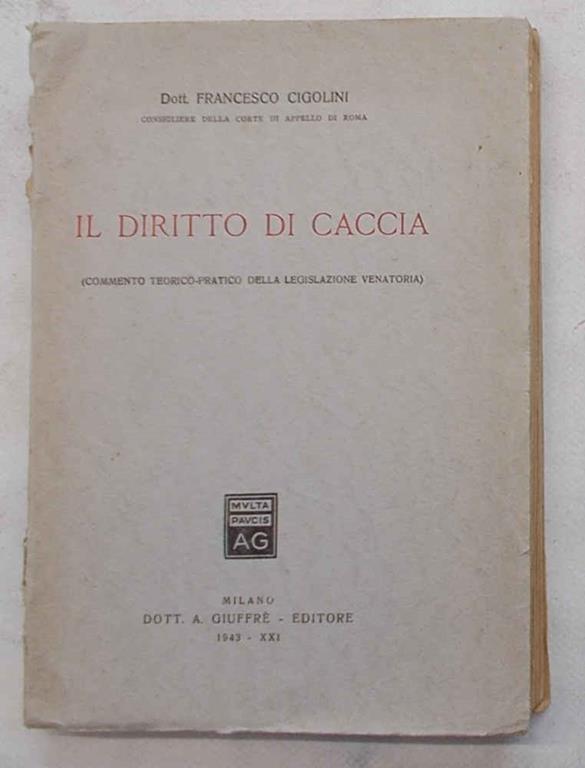 Dott. FRANCESCO CIGOLINI
CONSIGLIERE DELLA CORTE DI APPELLO DI ROMA
IL DIRITTO DI CACCIA
(COMMENTO TEORICO-PRATICO DELLA LEGISLAZIONE VENATORIA)
MVLTA
PAVCIS
AG
MILANO
DOTT. A. GIUFFRÈ - EDITORE
1943 - XXI